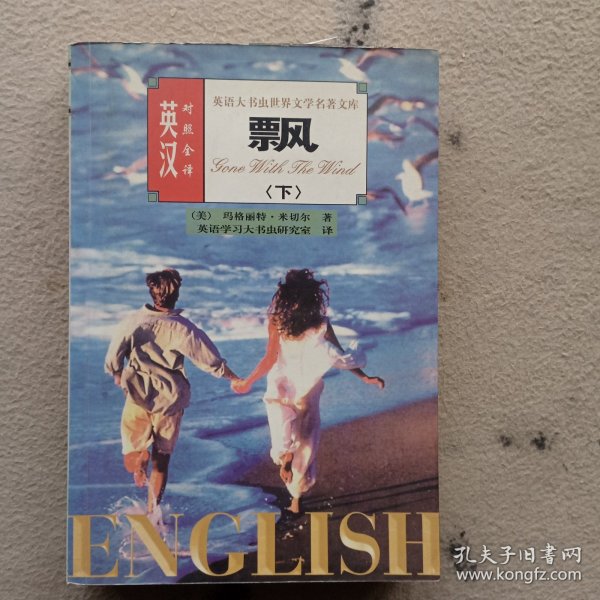 英汉
对照全译
英语大书虫世界文学名著文库
飘
Gone With The Wind
〈下〉
(美) 玛格丽特·米切尔 著
英语学习大书虫研究室 译
ENGLISH
孔夫子旧书网
www.kongfz.com